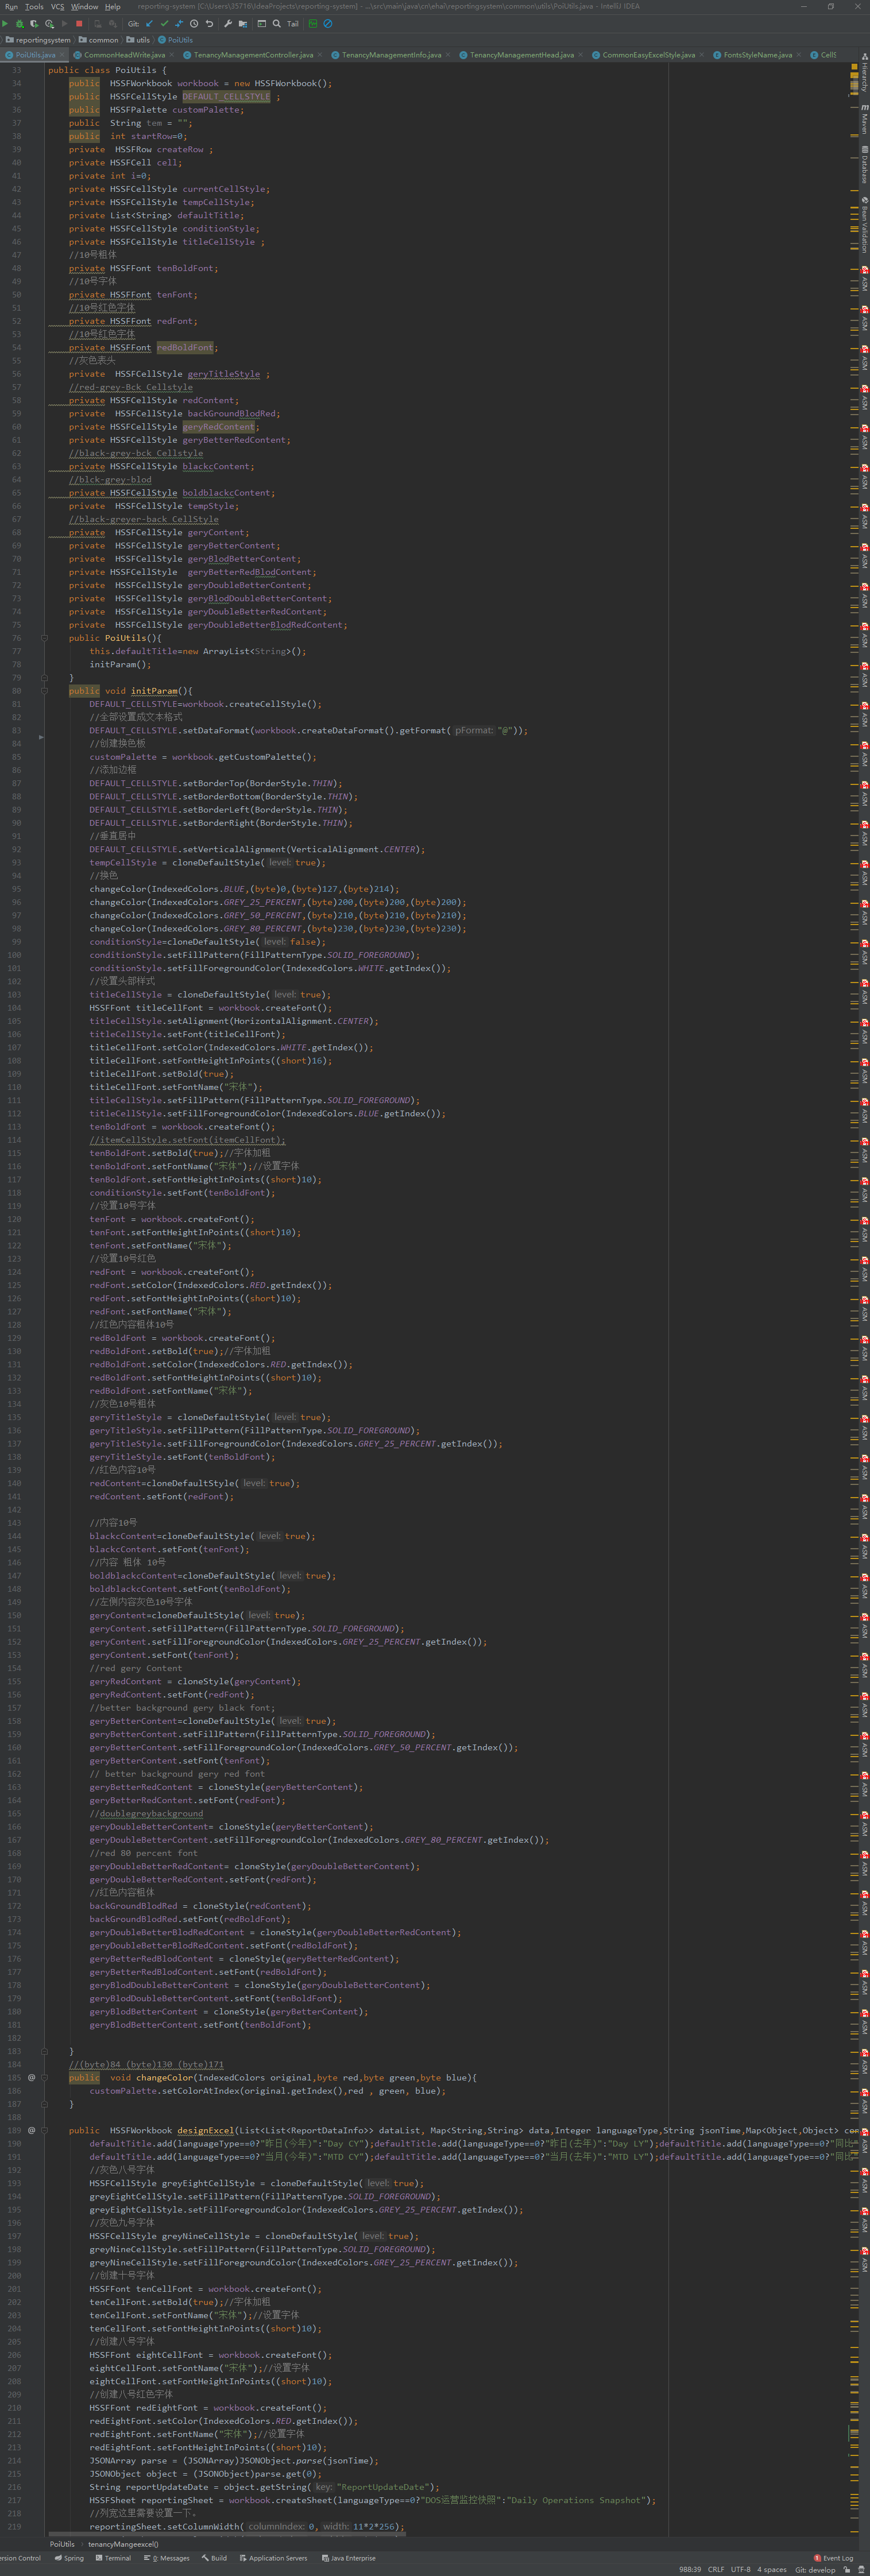 Run Tools VCS Window Help reporting-system [C:\Users\35716\IdeaProjects\reporting-system] - ...\src\main\java\cn\ehai\reportingsystem\common\utils\PoiUtils.java - IntelliJ IDEA
Git: Tail
reportingsystem common utils PoiUtils
PoiUtils.java CommonHeadWrite.java TenancyManagementController.java TenancyManagementInfo.java TenancyManagementHead.java CommonEasyExcelStyle.java FontsStyleName.java
33 public class PoiUtils {
34 public HSSFWorkbook workbook = new HSSFWorkbook();
35 public HSSFCellStyle DEFAULT_CELLSTYLE ;
36 public HSSFPalette customPalette;
37 public String tem = "";
38 public int startRow=0;
39 private HSSFRow createRow ;
40 private HSSFCell cell;
41 private int i=0;
42 private HSSFCellStyle currentCellStyle;
43 private HSSFCellStyle tempCellStyle;
44 private List<String> defaultTitle;
45 private HSSFCellStyle conditionStyle;
46 private HSSFCellStyle titleCellStyle ;
47 //10号粗体
48 private HSSFFont tenBoldFont;
49 //10号字体
50 private HSSFFont tenFont;
51 //10号红色字体
52 private HSSFFont redFont;
53 //10号红色字体
54 private HSSFFont redBoldFont;
55 //灰色表头
56 private HSSFCellStyle geryTitleStyle ;
57 //red-grey-Bck Cellstyle
58 private HSSFCellStyle redContent;
59 private HSSFCellStyle backGroundBlodRed;
60 private HSSFCellStyle geryRedContent;
61 private HSSFCellStyle geryBetterRedContent;
62 //black-grey-bck Cellstyle
63 private HSSFCellStyle blackcContent;
64 //blck-grey-blod
65 private HSSFCellStyle boldblackcContent;
66 private HSSFCellStyle tempStyle;
67 //black-greyer-back CellStyle
68 private HSSFCellStyle geryContent;
69 private HSSFCellStyle geryBetterContent;
70 private HSSFCellStyle geryBlodBetterContent;
71 private HSSFCellStyle geryBetterRedBlodContent;
72 private HSSFCellStyle geryDoubleBetterContent;
73 private HSSFCellStyle geryBlodDoubleBetterContent;
74 private HSSFCellStyle geryDoubleBetterRedContent;
75 private HSSFCellStyle geryDoubleBetterBlodRedContent;
76 public PoiUtils(){
77 this.defaultTitle=new ArrayList<String>();
78 initParam();
79 }
80 public void initParam(){
81 DEFAULT_CELLSTYLE=workbook.createCellStyle();
82 //全部设置成文本格式
83 DEFAULT_CELLSTYLE.setDataFormat(workbook.createDataFormat().getFormat( pFormat: "@"));
84 //创建换色板
85 customPalette = workbook.getCustomPalette();
86 //添加边框
87 DEFAULT_CELLSTYLE.setBorderTop(BorderStyle.THIN);
88 DEFAULT_CELLSTYLE.setBorderBottom(BorderStyle.THIN);
89 DEFAULT_CELLSTYLE.setBorderLeft(BorderStyle.THIN);
90 DEFAULT_CELLSTYLE.setBorderRight(BorderStyle.THIN);
91 //垂直居中
92 DEFAULT_CELLSTYLE.setVerticalAlignment(VerticalAlignment.CENTER);
93 tempCellStyle = cloneDefaultStyle( level: true);
94 //换色
95 changeColor(IndexedColors.BLUE,(byte)0,(byte)127,(byte)214);
96 changeColor(IndexedColors.GREY_25_PERCENT,(byte)200,(byte)200,(byte)200);
97 changeColor(IndexedColors.GREY_50_PERCENT,(byte)210,(byte)210,(byte)210);
98 changeColor(IndexedColors.GREY_80_PERCENT,(byte)230,(byte)230,(byte)230);
99 conditionStyle=cloneDefaultStyle( level: false);
100 conditionStyle.setFillPattern(FillPatternType.SOLID_FOREGROUND);
101 conditionStyle.setFillForegroundColor(IndexedColors.WHITE.getIndex());
102 //设置头部样式
103 titleCellStyle = cloneDefaultStyle( level: true);
104 HSSFFont titleCellFont = workbook.createFont();
105 titleCellStyle.setAlignment(HorizontalAlignment.CENTER);
106 titleCellStyle.setFont(titleCellFont);
107 titleCellFont.setColor(IndexedColors.WHITE.getIndex());
108 titleCellFont.setFontHeightInPoints((short)16);
109 titleCellFont.setBold(true);
110 titleCellFont.setFontName("宋体");
111 titleCellStyle.setFillPattern(FillPatternType.SOLID_FOREGROUND);
112 titleCellStyle.setFillForegroundColor(IndexedColors.BLUE.getIndex());
113 tenBoldFont = workbook.createFont();
114 //itemCellStyle.setFont(itemCellFont);
115 tenBoldFont.setBold(true);//字体加粗
116 tenBoldFont.setFontName("宋体");//设置字体
117 tenBoldFont.setFontHeightInPoints((short)10);
118 conditionStyle.setFont(tenBoldFont);
119 //设置10号字体
120 tenFont = workbook.createFont();
121 tenFont.setFontHeightInPoints((short)10);
122 tenFont.setFontName("宋体");
123 //设置10号红色
124 redFont = workbook.createFont();
125 redFont.setColor(IndexedColors.RED.getIndex());
126 redFont.setFontHeightInPoints((short)10);
127 redFont.setFontName("宋体");
128 //红色内容粗体10号
129 redBoldFont = workbook.createFont();
130 redBoldFont.setBold(true);//字体加粗
131 redBoldFont.setColor(IndexedColors.RED.getIndex());
132 redBoldFont.setFontHeightInPoints((short)10);
133 redBoldFont.setFontName("宋体");
134 //灰色10号粗体
135 geryTitleStyle = cloneDefaultStyle( level: true);
136 geryTitleStyle.setFillPattern(FillPatternType.SOLID_FOREGROUND);
137 geryTitleStyle.setFillForegroundColor(IndexedColors.GREY_25_PERCENT.getIndex());
138 geryTitleStyle.setFont(tenBoldFont);
139 //红色内容10号
140 redContent=cloneDefaultStyle( level: true);
141 redContent.setFont(redFont);
142
143 //内容10号
144 blackcContent=cloneDefaultStyle( level: true);
145 blackcContent.setFont(tenFont);
146 //内容 粗体 10号
147 boldblackcContent=cloneDefaultStyle( level: true);
148 boldblackcContent.setFont(tenBoldFont);
149 //左侧内容灰色10号字体
150 geryContent=cloneDefaultStyle( level: true);
151 geryContent.setFillPattern(FillPatternType.SOLID_FOREGROUND);
152 geryContent.setFillForegroundColor(IndexedColors.GREY_25_PERCENT.getIndex());
153 geryContent.setFont(tenFont);
154 //red gery Content
155 geryRedContent = cloneStyle(geryContent);
156 geryRedContent.setFont(redFont);
157 //better background gery black font;
158 geryBetterContent=cloneDefaultStyle( level: true);
159 geryBetterContent.setFillPattern(FillPatternType.SOLID_FOREGROUND);
160 geryBetterContent.setFillForegroundColor(IndexedColors.GREY_50_PERCENT.getIndex());
161 geryBetterContent.setFont(tenFont);
162 // better background gery red font
163 geryBetterRedContent = cloneStyle(geryBetterContent);
164 geryBetterRedContent.setFont(redFont);
165 //doublegreybackground
166 geryDoubleBetterContent= cloneStyle(geryBetterContent);
167 geryDoubleBetterContent.setFillForegroundColor(IndexedColors.GREY_80_PERCENT.getIndex());
168 //red 80 percent font
169 geryDoubleBetterRedContent= cloneStyle(geryDoubleBetterContent);
170 geryDoubleBetterRedContent.setFont(redFont);
171 //红色内容粗体
172 backGroundBlodRed = cloneStyle(redContent);
173 backGroundBlodRed.setFont(redBoldFont);
174 geryDoubleBetterBlodRedContent = cloneStyle(geryDoubleBetterRedContent);
175 geryDoubleBetterBlodRedContent.setFont(redBoldFont);
176 geryBetterRedBlodContent = cloneStyle(geryBetterRedContent);
177 geryBetterRedBlodContent.setFont(redBoldFont);
178 geryBlodDoubleBetterContent = cloneStyle(geryDoubleBetterContent);
179 geryBlodDoubleBetterContent.setFont(tenBoldFont);
180 geryBlodBetterContent = cloneStyle(geryBetterContent);
181 geryBlodBetterContent.setFont(tenBoldFont);
182
183 }
184 //(byte)84 (byte)130 (byte)171
185 public void changeColor(IndexedColors original,byte red,byte green,byte blue){
186 customPalette.setColorAtIndex(original.getIndex(),red , green, blue);
187 }
188
189 public HSSFWorkbook designExcel(List<List<ReportDataInfo>> dataList, Map<String,String> data,Integer languageType,String jsonTime,Map<Object,Object> con
190 defaultTitle.add(languageType==0?"昨日(今年)":"Day CY");defaultTitle.add(languageType==0?"昨日(去年)":"Day LY");defaultTitle.add(languageType==0?"同比
191 defaultTitle.add(languageType==0?"当月(今年)":"MTD CY");defaultTitle.add(languageType==0?"当月(去年)":"MTD LY");defaultTitle.add(languageType==0?"同比
192 //灰色八号字体
193 HSSFCellStyle greyEightCellStyle = cloneDefaultStyle( level: true);
194 greyEightCellStyle.setFillPattern(FillPatternType.SOLID_FOREGROUND);
195 greyEightCellStyle.setFillForegroundColor(IndexedColors.GREY_25_PERCENT.getIndex());
196 //灰色九号字体
197 HSSFCellStyle greyNineCellStyle = cloneDefaultStyle( level: true);
198 greyNineCellStyle.setFillPattern(FillPatternType.SOLID_FOREGROUND);
199 greyNineCellStyle.setFillForegroundColor(IndexedColors.GREY_25_PERCENT.getIndex());
200 //创建十号字体
201 HSSFFont tenCellFont = workbook.createFont();
202 tenCellFont.setBold(true);//字体加粗
203 tenCellFont.setFontName("宋体");//设置字体
204 tenCellFont.setFontHeightInPoints((short)10);
205 //创建八号字体
206 HSSFFont eightCellFont = workbook.createFont();
207 eightCellFont.setFontName("宋体");//设置字体
208 eightCellFont.setFontHeightInPoints((short)10);
209 //创建八号红色字体
210 HSSFFont redEightFont = workbook.createFont();
211 redEightFont.setColor(IndexedColors.RED.getIndex());
212 redEightFont.setFontName("宋体");//设置字体
213 redEightFont.setFontHeightInPoints((short)10);
214 JSONArray parse = (JSONArray)JSONObject.parse(jsonTime);
215 JSONObject object = (JSONObject)parse.get(0);
216 String reportUpdateDate = object.getString( key: "ReportUpdateDate");
217 HSSFSheet reportingSheet = workbook.createSheet(languageType==0?"DOS运营监控快照":"Daily Operations Snapshot");
218 //列宽这里需要设置一下。
219 reportingSheet.setColumnWidth( columnIndex: 0, width: 11*2*256);
PoiUtils › tenancyMangeexcel()
ersion Control Spring Terminal 0: Messages Build Application Servers Java Enterprise Event Log
988:39 CRLF UTF-8 4 spaces Git: develop
Hierarchy
Maven
Database
Bean Validation
ASM